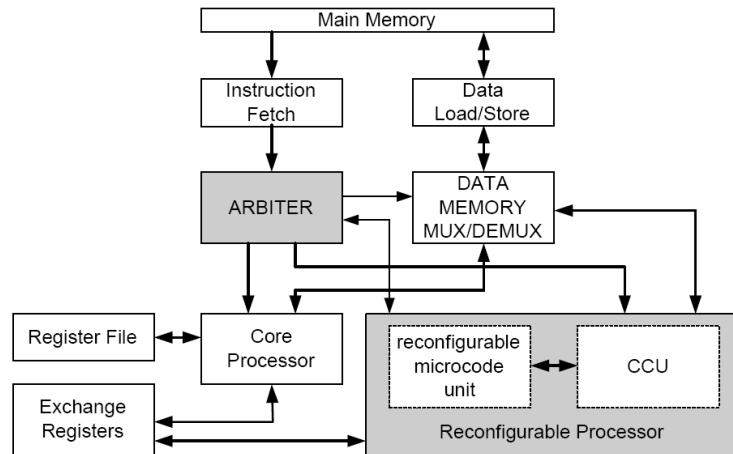 Main Memory
Instruction
Fetch
Data
Load/Store
ARBITER
DATA
MEMORY
MUX/DEMUX
Register File
Core
Processor
reconfigurable
microcode
unit
CCU
Exchange
Registers
Reconfigurable Processor